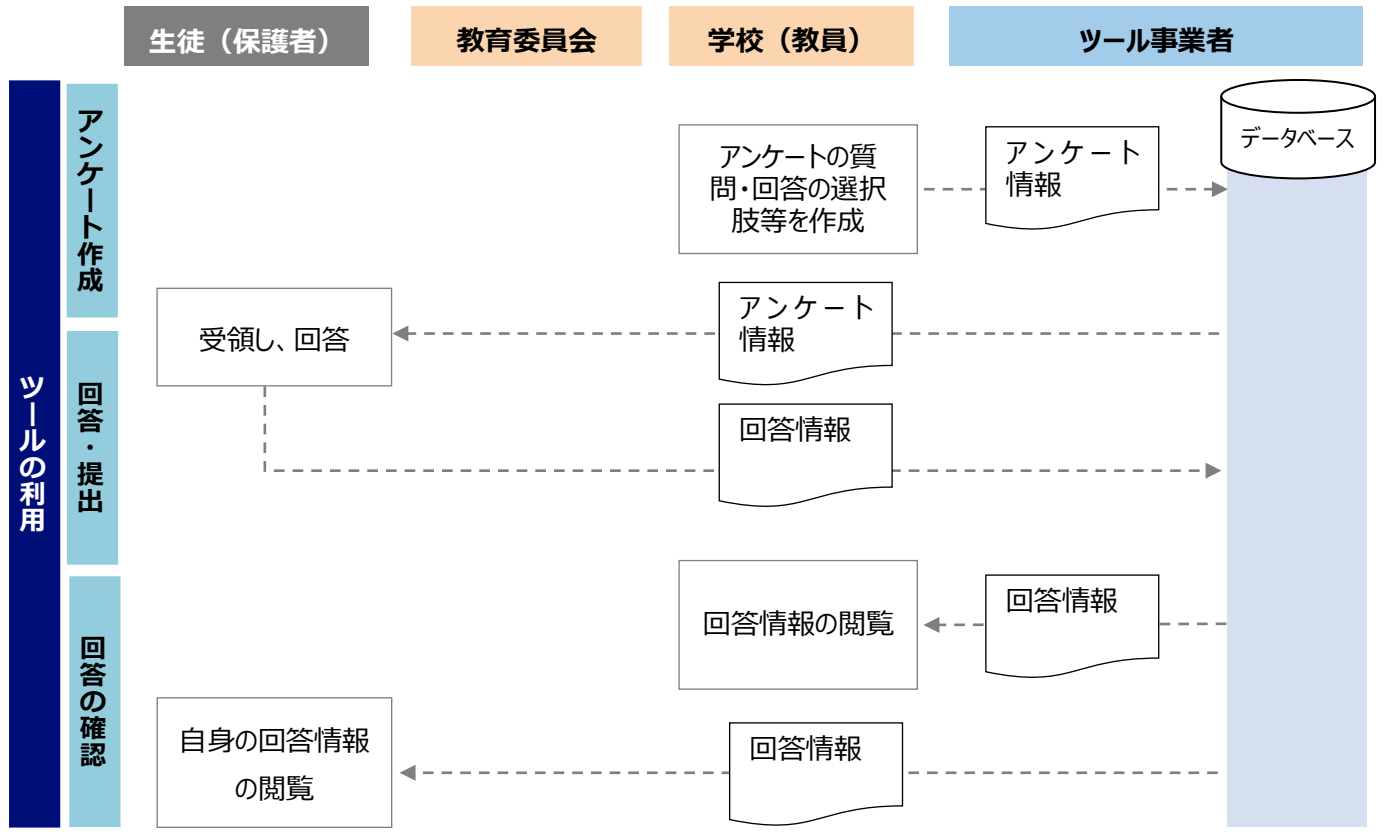 生徒（保護者）
教育委員会
学校（教員）
ツール事業者
ツールの利用
アンケート作成
データベース
アンケートの質
問・回答の選択
肢等を作成
アンケート
情報
受領し、回答
アンケート
情報
回答・提出
回答情報
回答の確認
回答情報の閲覧
回答情報
自身の回答情報
の閲覧
回答情報